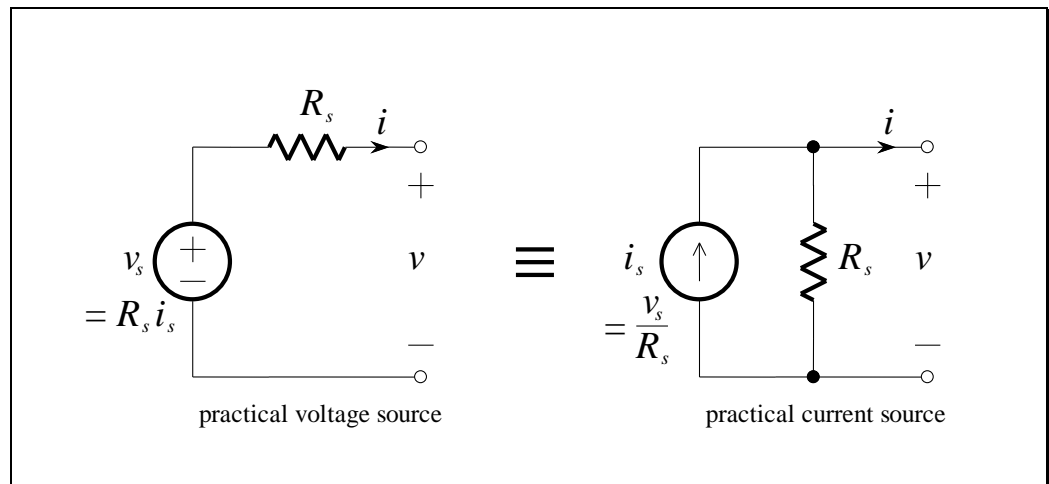 R_s
i
+
v_s
+
−
v
= R_s i_s
−
practical voltage source
≡
i
+
i_s
R_s
v
= v_s / R_s
−
practical current source